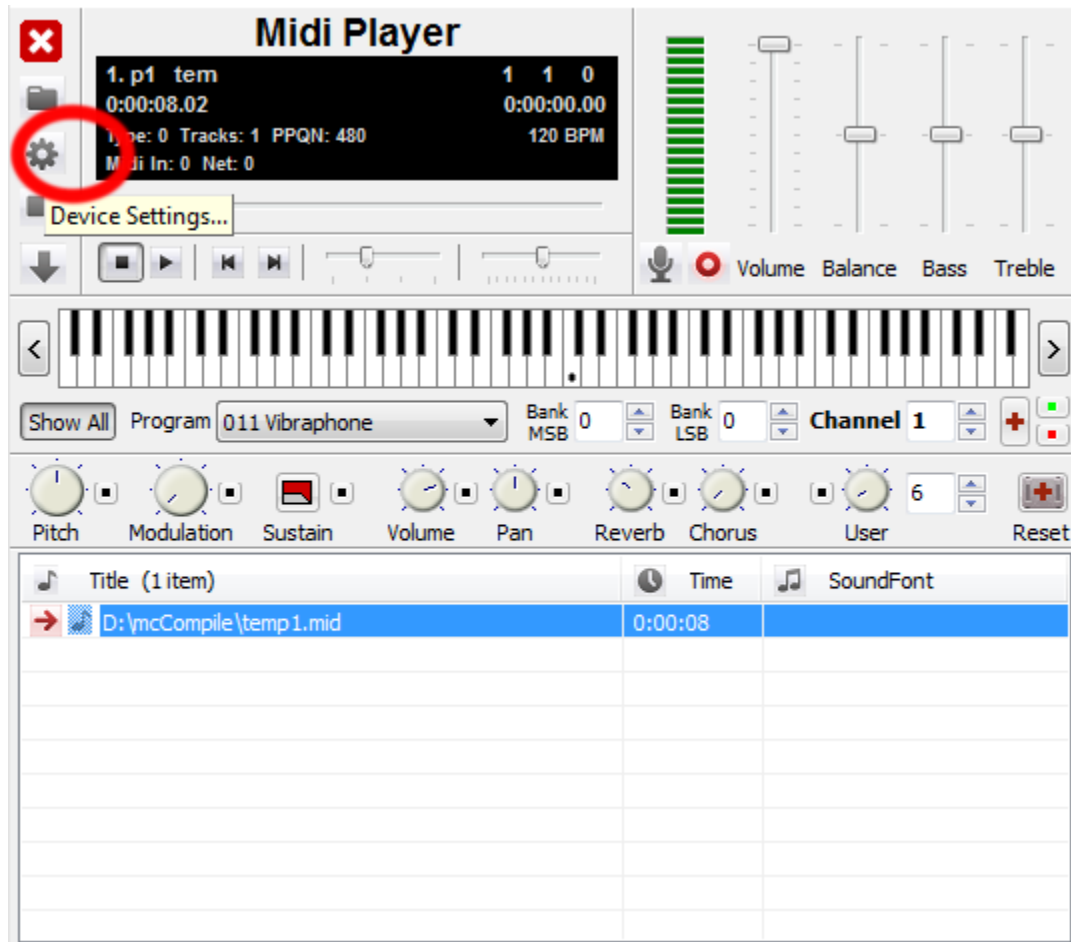 Midi Player
1. p1 tem 1 1 0
0:00:08.02 0:00:00.00
Type: 0 Tracks: 1 PPQN: 480 120 BPM
Midi In: 0 Net: 0
Device Settings...
Volume Balance Bass Treble
< >
Show All Program 011 Vibraphone Bank MSB 0 Bank LSB 0 Channel 1
6
Pitch Modulation Sustain Volume Pan Reverb Chorus User Reset
Title (1 item) Time SoundFont
D:\mcCompile\temp1.mid 0:00:08